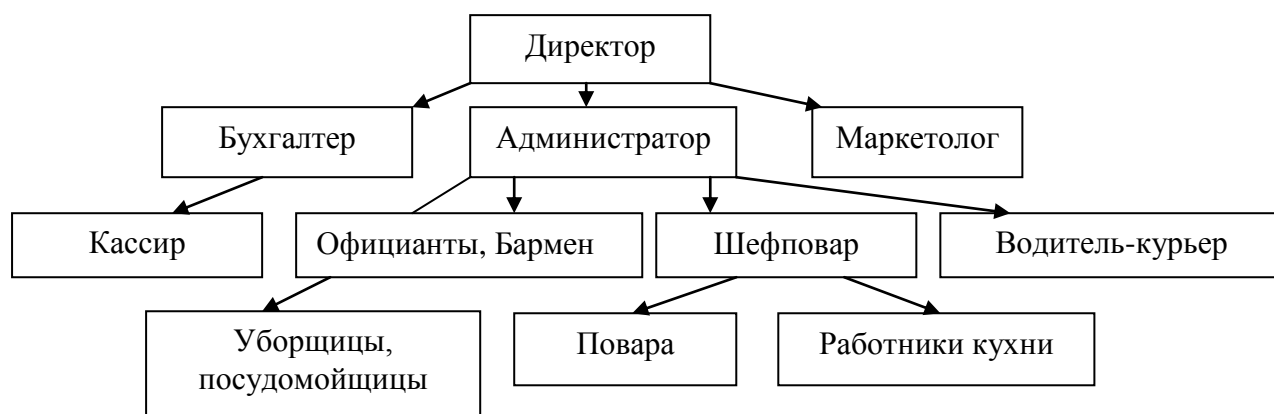 Директор
Бухгалтер
Администратор
Маркетолог
Кассир
Официанты, Бармен
Шефповар
Водитель-курьер
Уборщицы,
посудомойщицы
Повара
Работники кухни